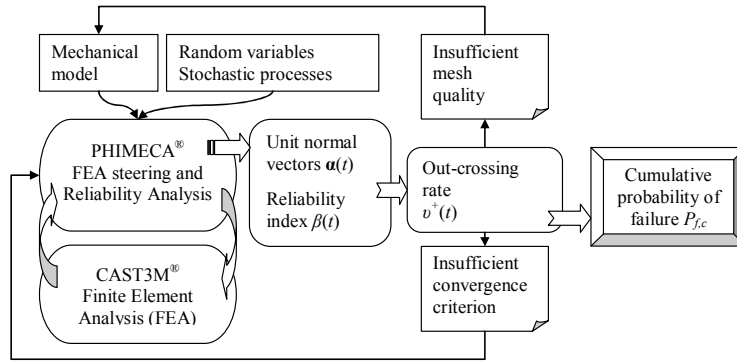 Mechanical
model
Random variables
Stochastic processes
Insufficient
mesh
quality
PHIMECA®
FEA steering and
Reliability Analysis
Unit normal
vectors α(t)
Reliability
index β(t)
Out-crossing
rate
υ⁺(t)
Cumulative
probability of
failure Pf,c
CAST3M®
Finite Element
Analysis (FEA)
Insufficient
convergence
criterion